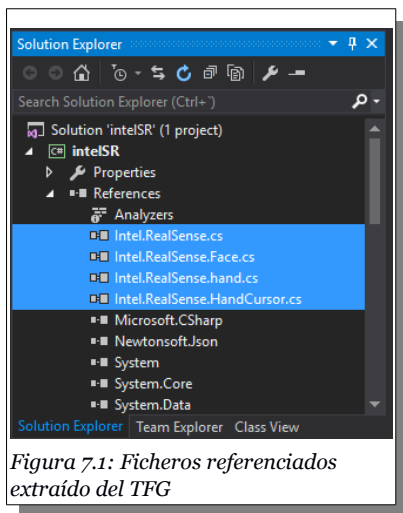 Solution Explorer
Search Solution Explorer (Ctrl+`)
Solution 'intelSR' (1 project)
C# intelSR
Properties
References
Analyzers
Intel.RealSense.cs
Intel.RealSense.Face.cs
Intel.RealSense.hand.cs
Intel.RealSense.HandCursor.cs
Microsoft.CSharp
Newtonsoft.Json
System
System.Core
System.Data
Solution Explorer Team Explorer Class View
Figura 7.1: Ficheros referenciados
extraído del TFG